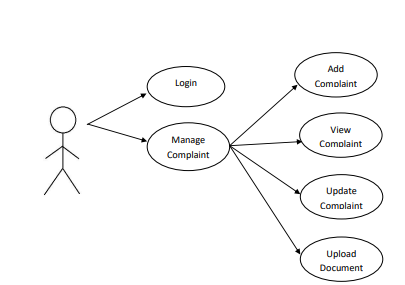 Login
Manage
Complaint
Add
Complaint
View
Complaint
Update
Complaint
Upload
Document